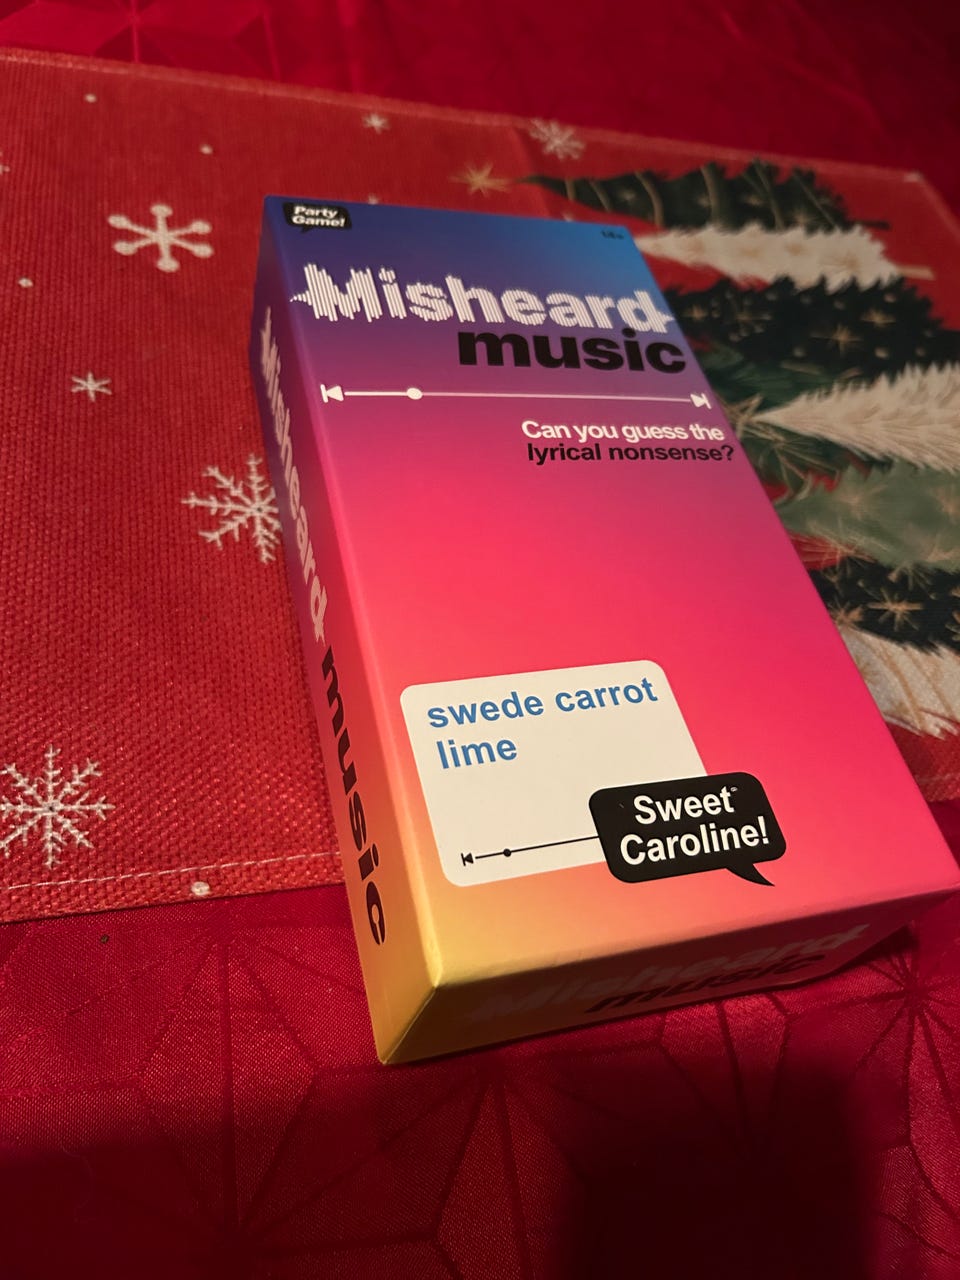 Party
Game!
14+
Misheard
music
Can you guess the
lyrical nonsense?
swede carrot
lime
Sweet
Caroline!
Misheard music
Misheard
music